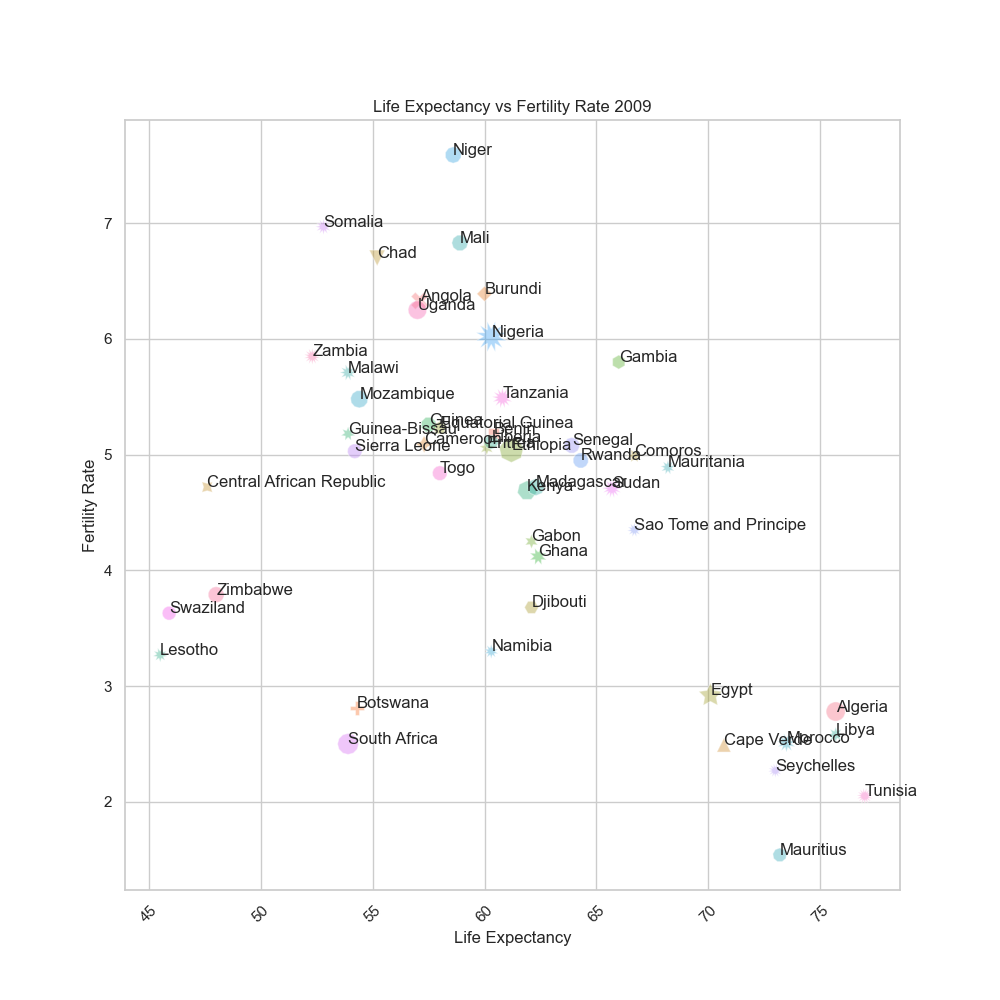 Life Expectancy vs Fertility Rate 2009
Niger
7
Somalia
Mali
Chad
Burundi
Angola
Uganda
Nigeria
6
Zambia
Gambia
Malawi
Mozambique
Tanzania
Guinea
Equatorial Guinea
Guinea-Bissau
Benin
Liberia
Cameroon
Senegal
Eritrea
Ethiopia
Sierra Leone
5
Comoros
Rwanda
Mauritania
Togo
Central African Republic
Madagascar
Sudan
Kenya
Sao Tome and Principe
Gabon
Ghana
4
Djibouti
Zimbabwe
Swaziland
Lesotho
Namibia
3
Egypt
Botswana
Algeria
Libya
South Africa
Cape Verde
Morocco
Seychelles
Tunisia
2
Mauritius
Fertility Rate
45
50
55
60
65
70
75
Life Expectancy